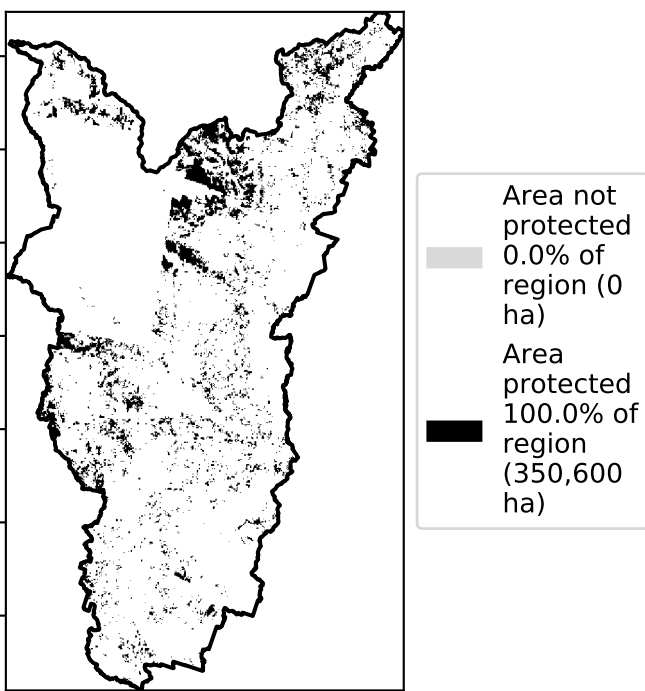 Area not
protected
0.0% of
region (0
ha)
Area
protected
100.0% of
region
(350,600
ha)